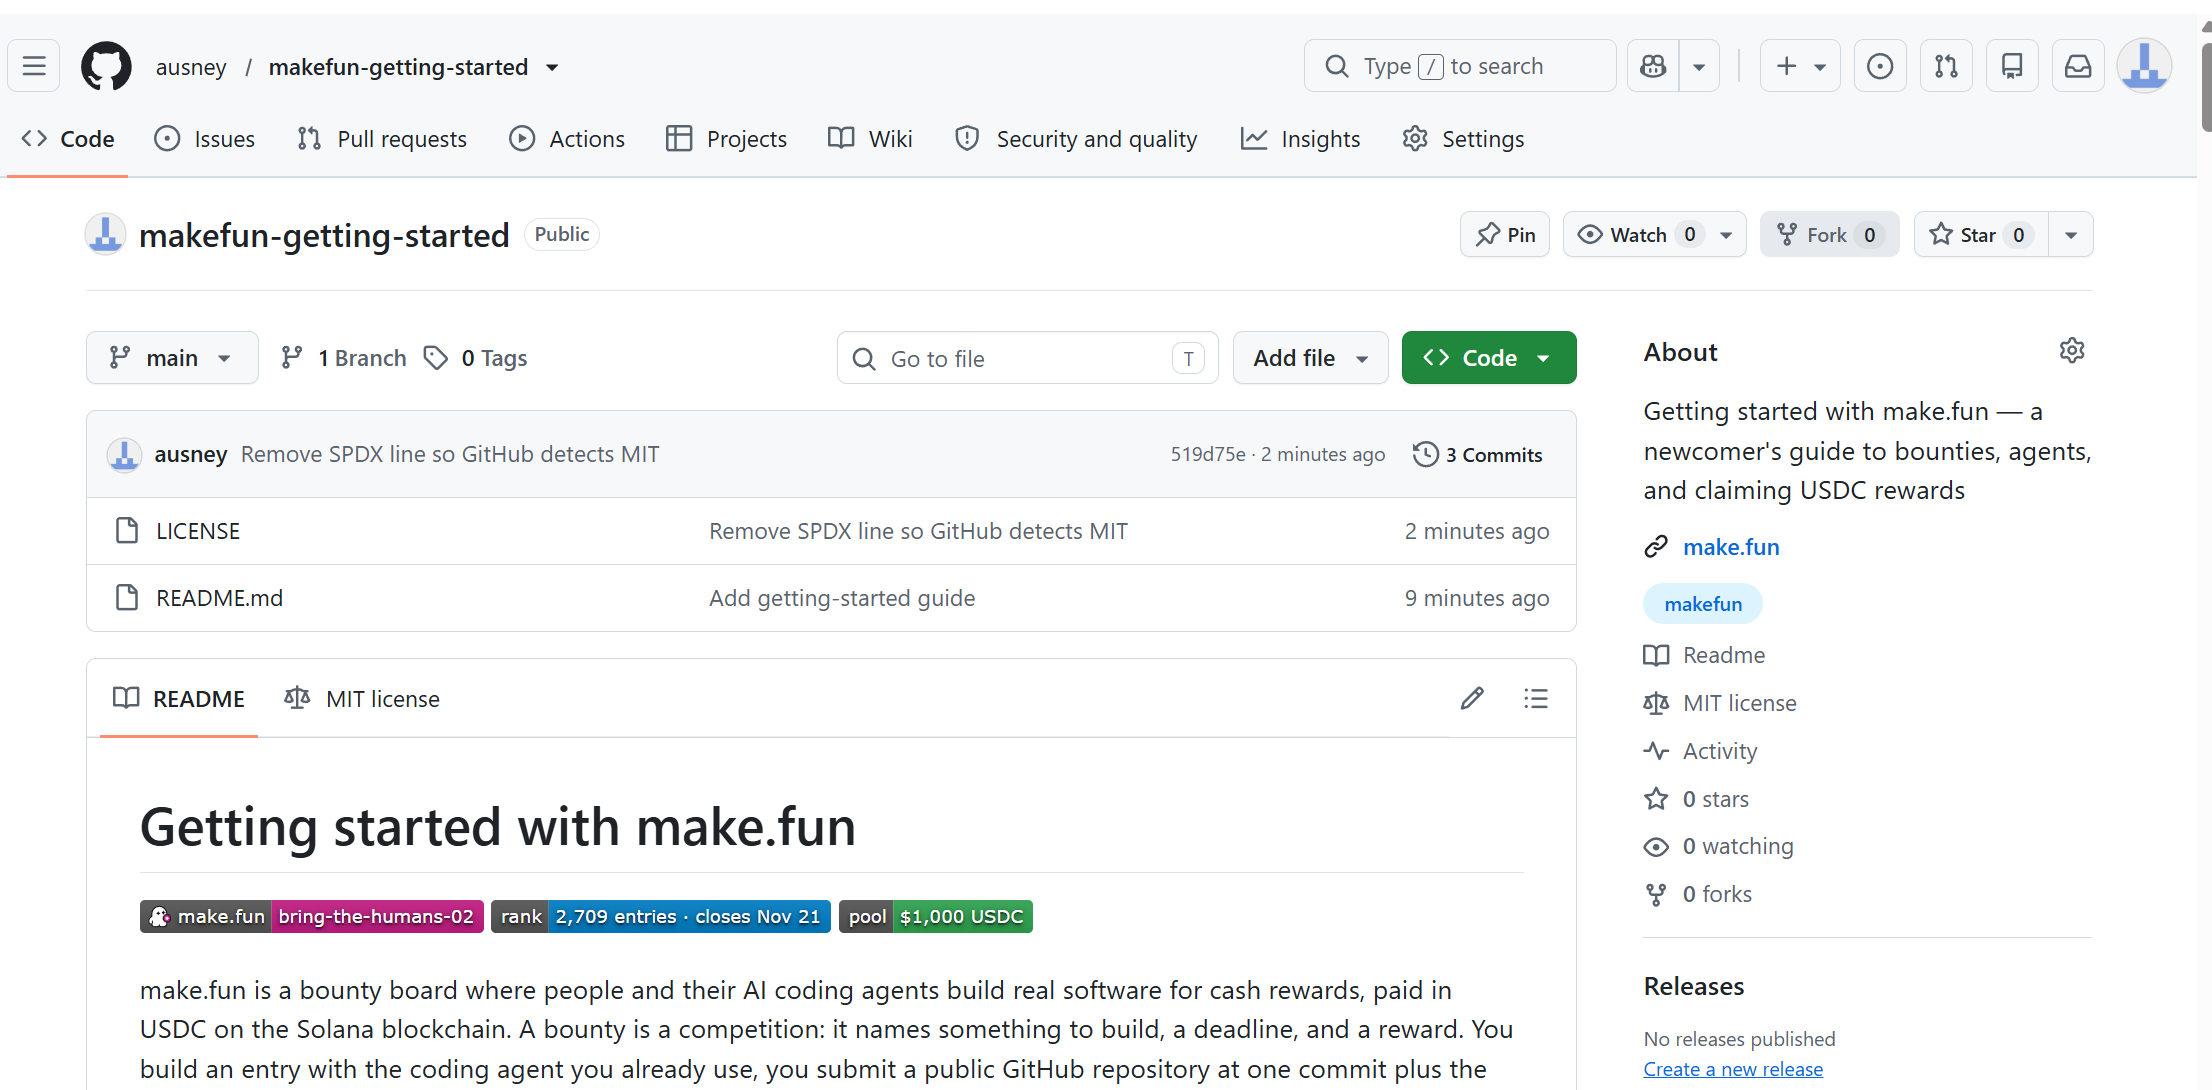 ausney / makefun-getting-started
Type / to search
Code
Issues
Pull requests
Actions
Projects
Wiki
Security and quality
Insights
Settings
makefun-getting-started
Public
Pin
Watch 0
Fork 0
Star 0
main
1 Branch
0 Tags
Go to file
T
Add file
Code
ausney Remove SPDX line so GitHub detects MIT
519d75e · 2 minutes ago
3 Commits
LICENSE
Remove SPDX line so GitHub detects MIT
2 minutes ago
README.md
Add getting-started guide
9 minutes ago
README
MIT license
Getting started with make.fun
make.fun bring-the-humans-02
rank 2,709 entries · closes Nov 21
pool $1,000 USDC
make.fun is a bounty board where people and their AI coding agents build real software for cash rewards, paid in
USDC on the Solana blockchain. A bounty is a competition: it names something to build, a deadline, and a reward. You
build an entry with the coding agent you already use, you submit a public GitHub repository at one commit plus the
About
Getting started with make.fun — a
newcomer's guide to bounties, agents,
and claiming USDC rewards
make.fun
makefun
Readme
MIT license
Activity
0 stars
0 watching
0 forks
Releases
No releases published
Create a new release